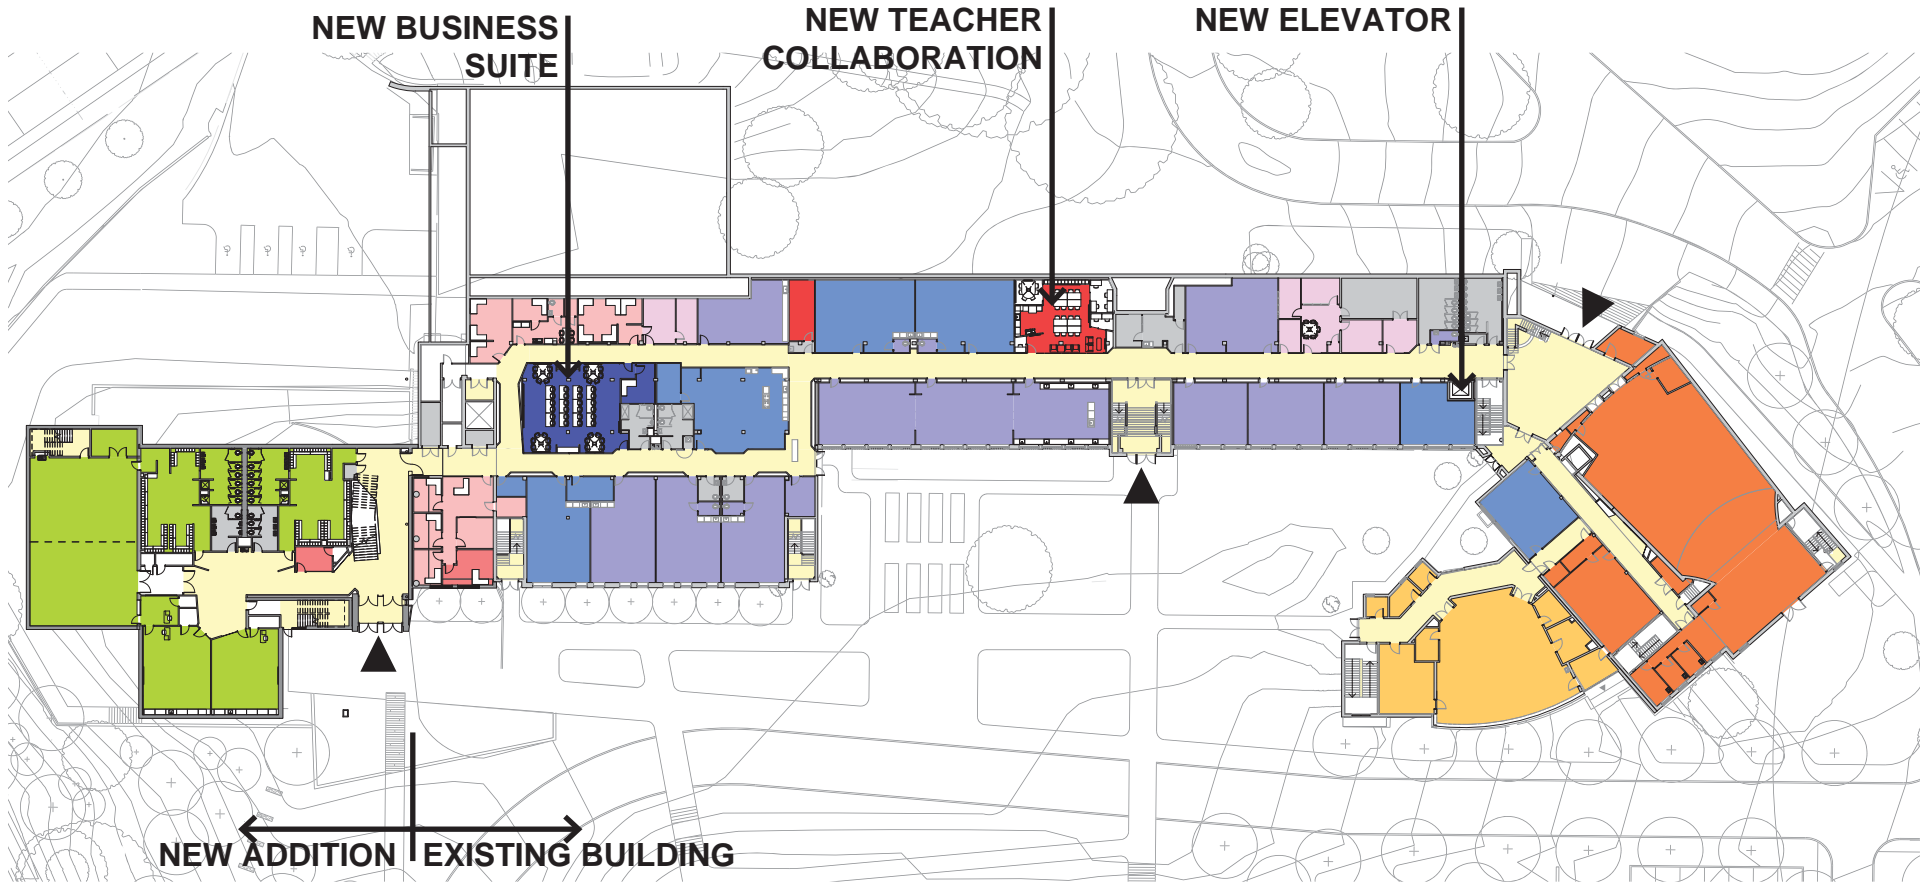 NEW BUSINESS
SUITE
NEW TEACHER
COLLABORATION
NEW ELEVATOR
NEW ADDITION
EXISTING BUILDING